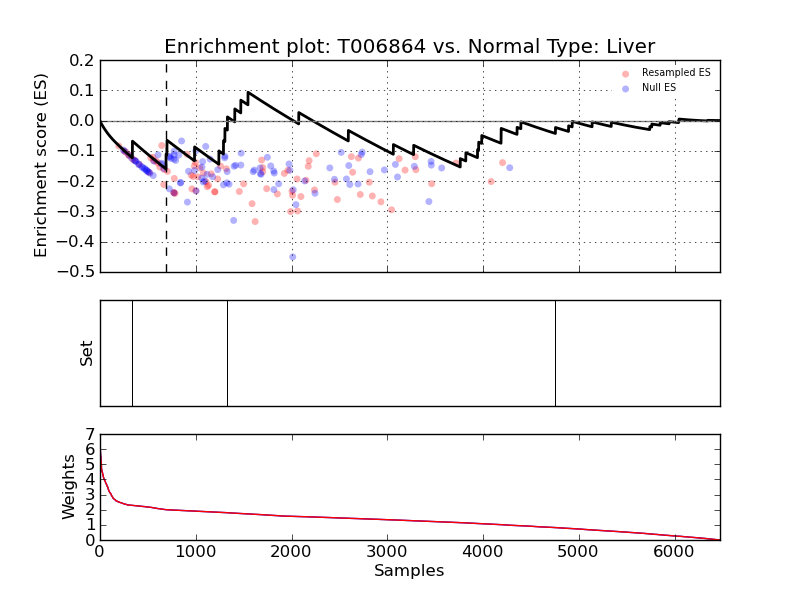 Enrichment plot: T006864 vs. Normal Type: Liver
Enrichment score (ES)
0.2
0.1
0.0
−0.1
−0.2
−0.3
−0.4
−0.5
Resampled ES
Null ES
Set
Weights
7
6
5
4
3
2
1
0
0 1000 2000 3000 4000 5000 6000
Samples